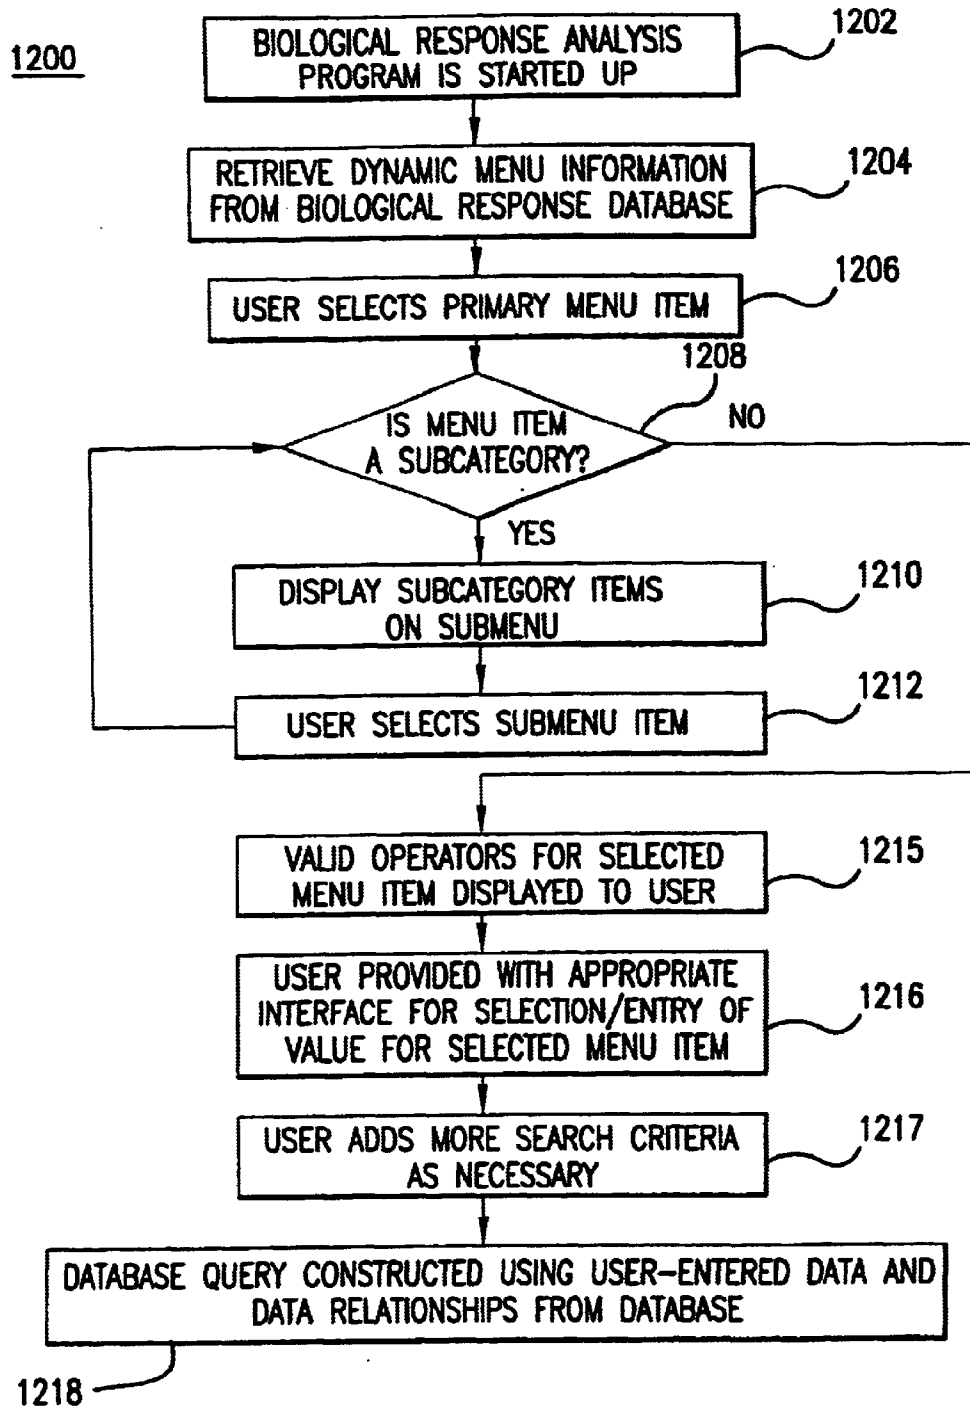 1200
BIOLOGICAL RESPONSE ANALYSIS
PROGRAM IS STARTED UP
1202
RETRIEVE DYNAMIC MENU INFORMATION
FROM BIOLOGICAL RESPONSE DATABASE
1204
USER SELECTS PRIMARY MENU ITEM
1206
IS MENU ITEM
A SUBCATEGORY?
1208
NO
YES
DISPLAY SUBCATEGORY ITEMS
ON SUBMENU
1210
USER SELECTS SUBMENU ITEM
1212
VALID OPERATORS FOR SELECTED
MENU ITEM DISPLAYED TO USER
1215
USER PROVIDED WITH APPROPRIATE
INTERFACE FOR SELECTION/ENTRY OF
VALUE FOR SELECTED MENU ITEM
1216
USER ADDS MORE SEARCH CRITERIA
AS NECESSARY
1217
DATABASE QUERY CONSTRUCTED USING USER-ENTERED DATA AND
DATA RELATIONSHIPS FROM DATABASE
1218